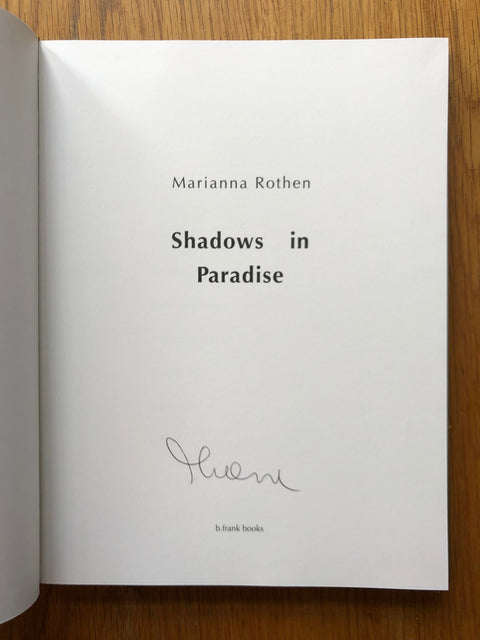 Marianna Rothen
Shadows in
Paradise
b.frank books